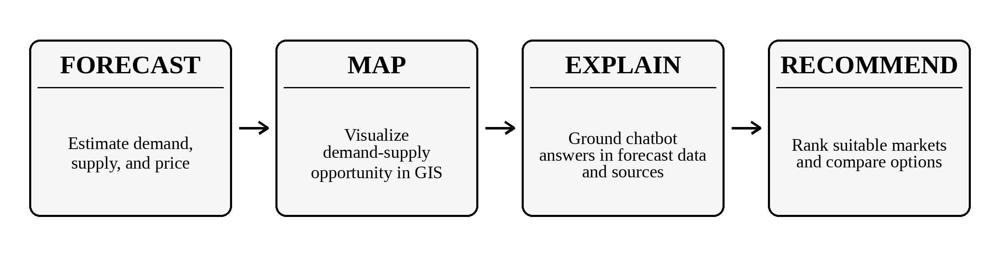 FORECAST
Estimate demand,
supply, and price
MAP
Visualize
demand-supply
opportunity in GIS
EXPLAIN
Ground chatbot
answers in forecast data
and sources
RECOMMEND
Rank suitable markets
and compare options